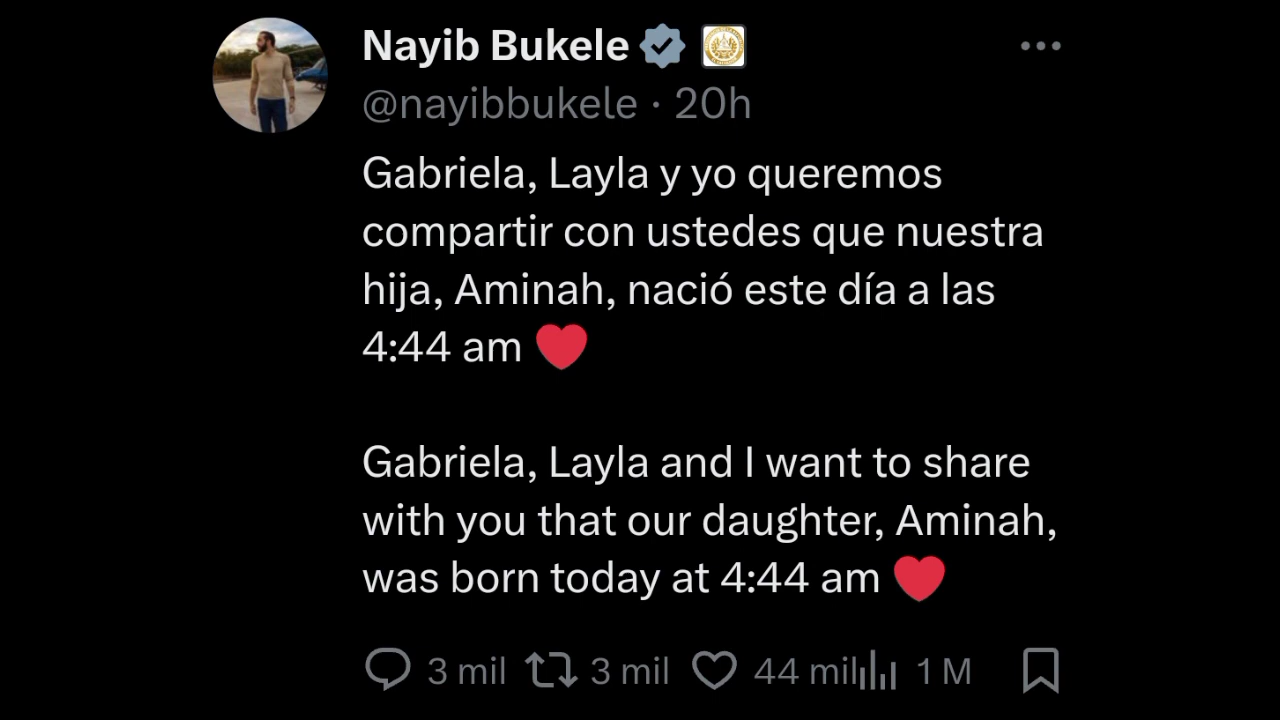 Nayib Bukele
@nayibbukele · 20h
Gabriela, Layla y yo queremos
compartir con ustedes que nuestra
hija, Aminah, nació este día a las
4:44 am ❤️
Gabriela, Layla and I want to share
with you that our daughter, Aminah,
was born today at 4:44 am ❤️
3 mil 3 mil 44 mil 1 M